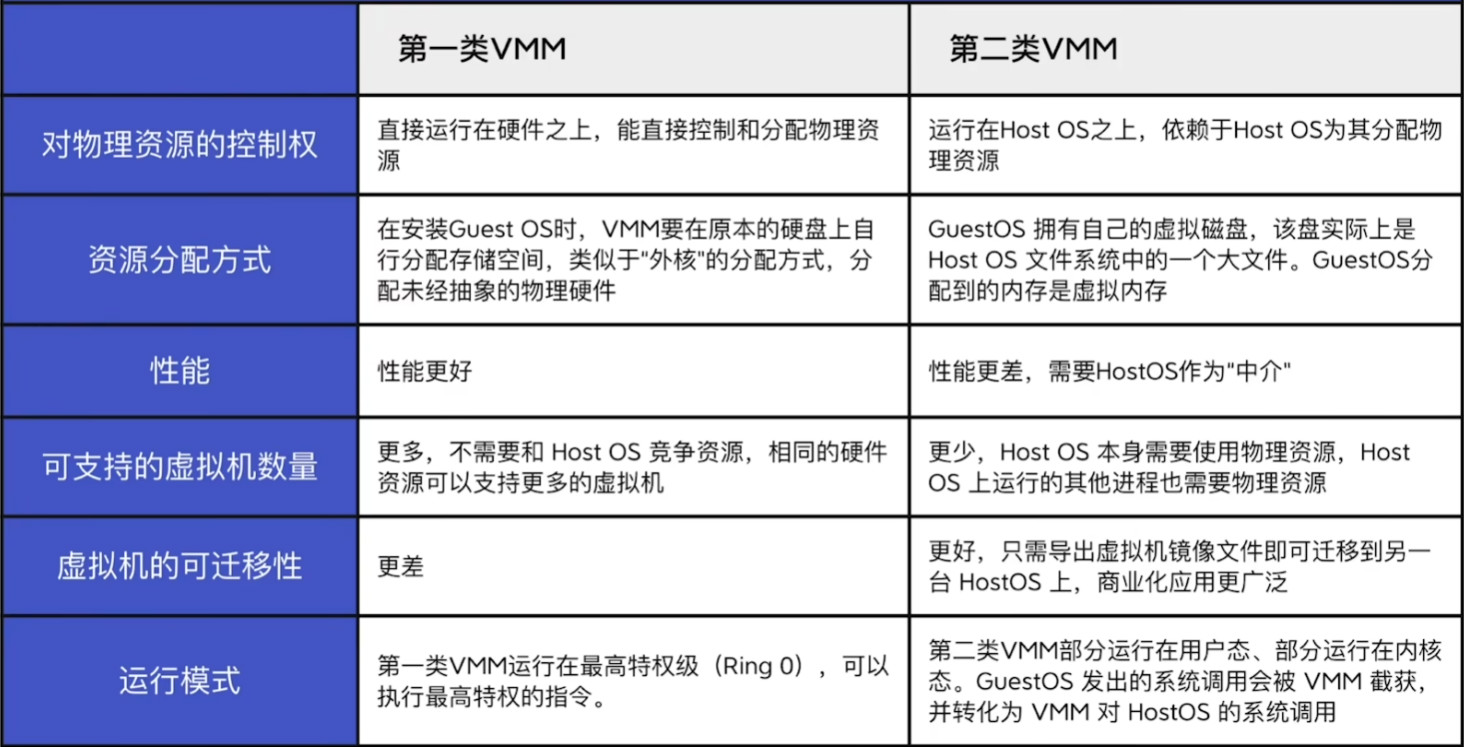 第一类VMM
第二类VMM
对物理资源的控制权
直接运行在硬件之上，能直接控制和分配物理资
源
运行在Host OS之上，依赖于Host OS为其分配物
理资源
资源分配方式
在安装Guest OS时，VMM要在原本的硬盘上自
行分配存储空间，类似于"外核"的分配方式，分
配未经抽象的物理硬件
GuestOS 拥有自己的虚拟磁盘，该盘实际上是
Host OS 文件系统中的一个大文件。GuestOS分
配到的内存是虚拟内存
性能
性能更好
性能更差，需要HostOS作为"中介"
可支持的虚拟机数量
更多，不需要和 Host OS 竞争资源，相同的硬件
资源可以支持更多的虚拟机
更少，Host OS 本身需要使用物理资源，Host
OS 上运行的其他进程也需要物理资源
虚拟机的可迁移性
更差
更好，只需导出虚拟机镜像文件即可迁移到另一
台 HostOS 上，商业化应用更广泛
运行模式
第一类VMM运行在最高特权级（Ring 0），可以
执行最高特权的指令。
第二类VMM部分运行在用户态、部分运行在内核
态。GuestOS 发出的系统调用会被 VMM 截获，
并转化为 VMM 对 HostOS 的系统调用